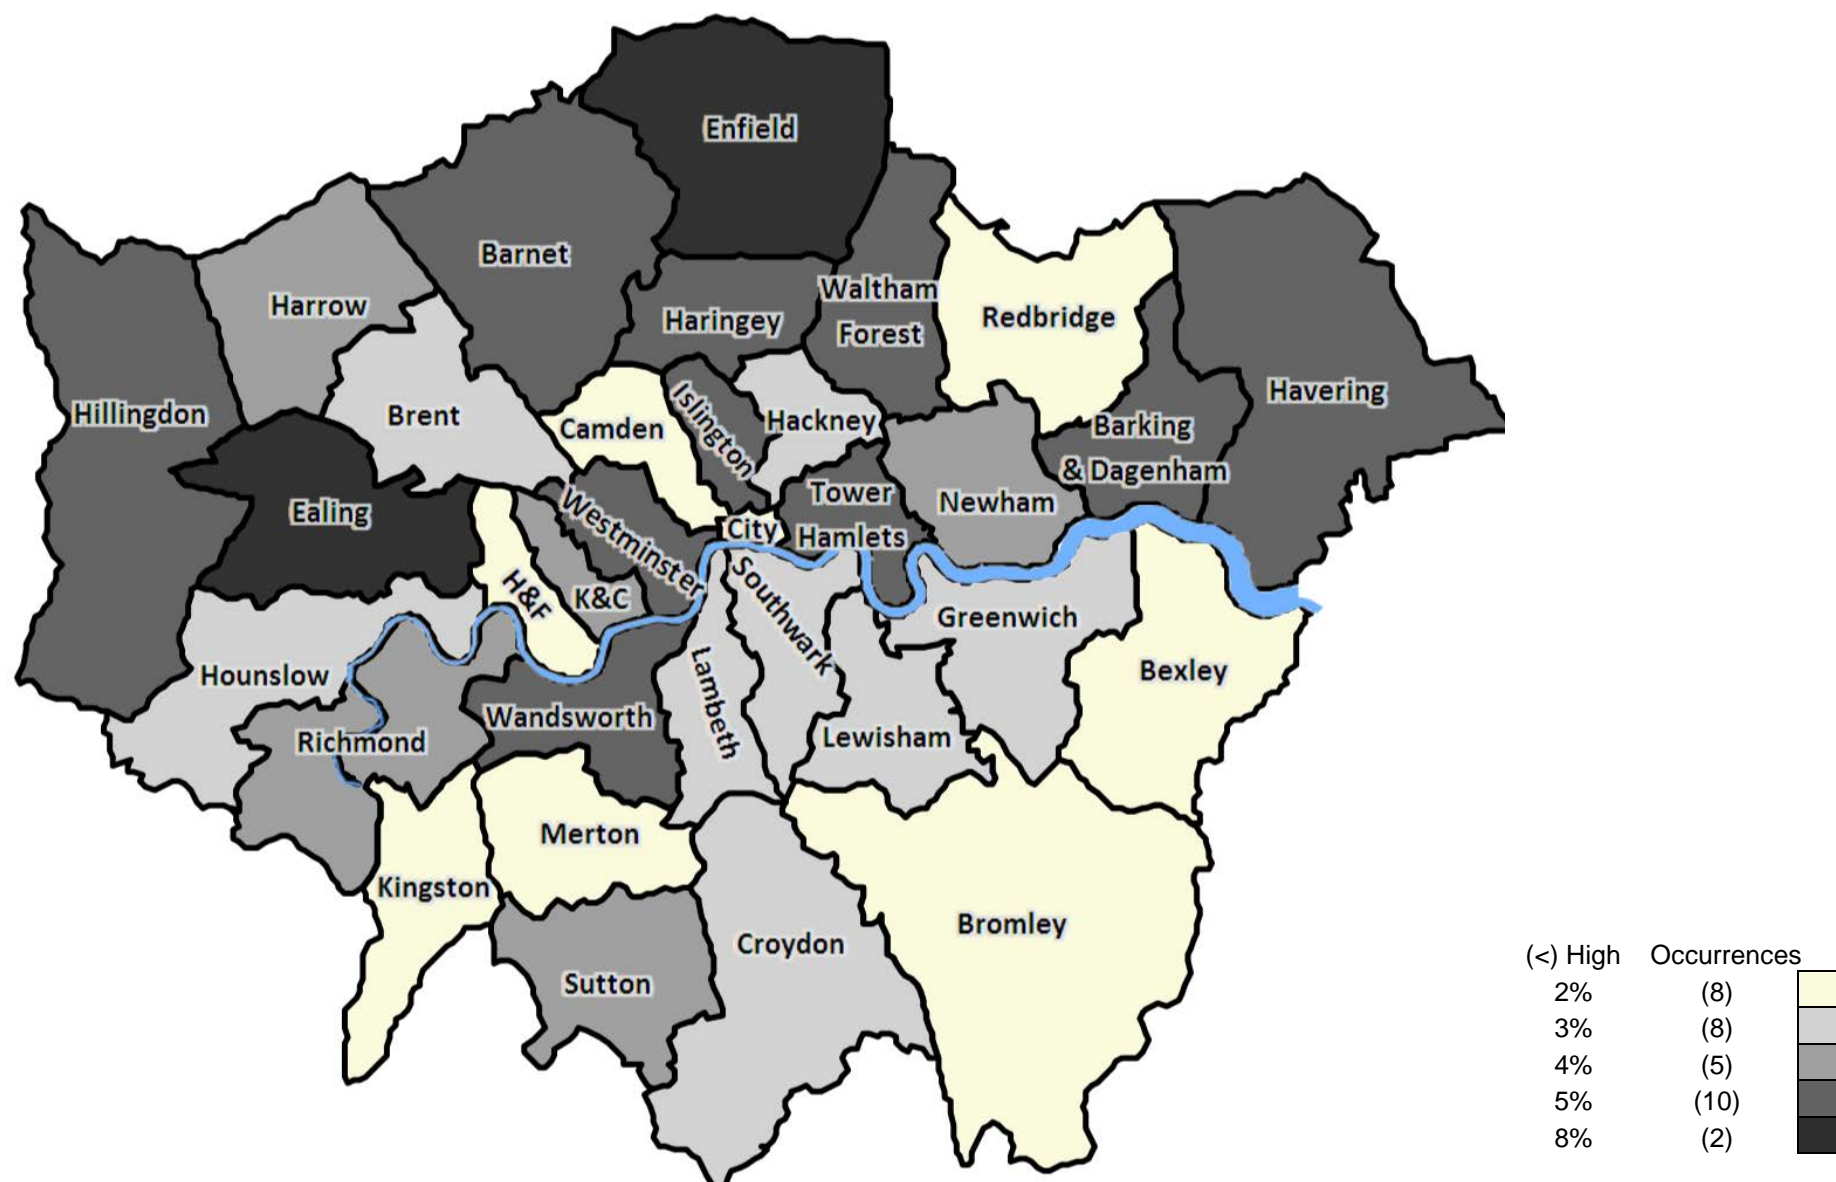 Enfield
Barnet
Harrow
Waltham
Forest
Haringey
Redbridge
Havering
Hillingdon
Brent
Camden
Islington
Hackney
Barking
& Dagenham
Ealing
Westminster
City
Tower
Hamlets
Newham
H&F
K&C
Southwark
Greenwich
Hounslow
Lambeth
Bexley
Richmond
Wandsworth
Lewisham
Merton
Kingston
Bromley
Croydon
Sutton
(<) High Occurrences
2% (8)
3% (8)
4% (5)
5% (10)
8% (2)